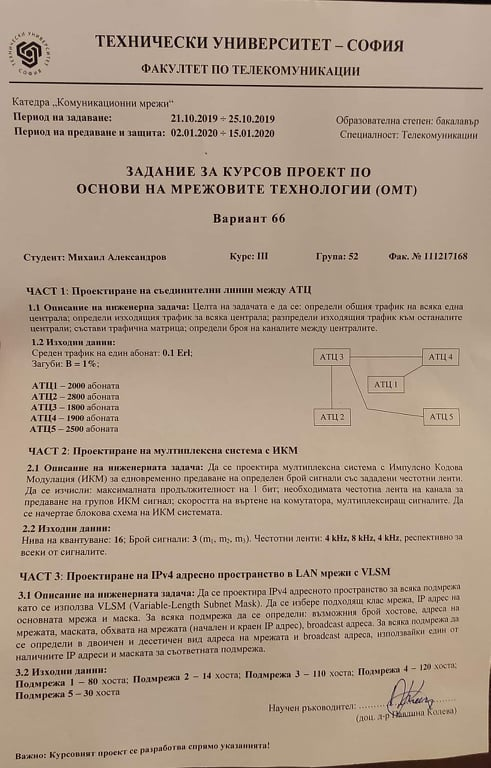 ТЕХНИЧЕСКИ УНИВЕРСИТЕТ – СОФИЯ
ФАКУЛТЕТ ПО ТЕЛЕКОМУНИКАЦИИ
Катедра „Комуникационни мрежи“
Период на задаване: 21.10.2019 ÷ 25.10.2019
Образователна степен: бакалавър
Период на предаване и защита: 02.01.2020 ÷ 15.01.2020
Специалност: Телекомуникации
ЗАДАНИЕ ЗА КУРСОВ ПРОЕКТ ПО
ОСНОВИ НА МРЕЖОВИТЕ ТЕХНОЛОГИИ (ОМТ)
Вариант 66
Студент: Михаил Александров Курс: III Група: 52 Фак. № 111217168
ЧАСТ 1: Проектиране на съединителни линии между АТЦ
1.1 Описание на инженерна задача: Целта на задачата е да се: определи общия трафик на всяка една
централа; определи изходящия трафик за всяка централа; разпредели изходящия трафик към останалите
централи; състави трафична матрица; определи броя на каналите между централите.
1.2 Изходни данни:
Среден трафик на един абонат: 0.1 Erl;
Загуби: B = 1%;
АТЦ1 – 2000 абоната
АТЦ2 – 2800 абоната
АТЦ3 – 1800 абоната
АТЦ4 – 1900 абоната
АТЦ5 – 2500 абоната
АТЦ 3
АТЦ 4
АТЦ 1
АТЦ 2
АТЦ 5
ЧАСТ 2: Проектиране на мултиплексна система с ИКМ
2.1 Описание на инженерната задача: Да се проектира мултиплексна система с Импулсно Кодова
Модулация (ИКМ) за едновременно предаване на определен брой сигнали със зададени честотни ленти.
Да се изчисли: максималната продължителност на 1 бит; необходимата честотна лента на канала за
предаване на групов ИКМ сигнал; скоростта на въртене на комутатора, мултиплексиращ сигналите. Да
се начертае блокова схема на ИКМ системата.
2.2 Изходни данни:
Нива на квантуване: 16; Брой сигнали: 3 (m₁, m₂, m₃). Честотни ленти: 4 kHz, 8 kHz, 4 kHz, респективно за
всеки от сигналите.
ЧАСТ 3: Проектиране на IPv4 адресно пространство в LAN мрежи с VLSM
3.1 Описание на инженерната задача: Да се проектира IPv4 адресното пространство за всяка подмрежа
като се използва VLSM (Variable-Length Subnet Mask). Да се избере подходящ клас мрежа, IP адрес на
основната мрежа и маска. За всяка подмрежа да се определи: възможния брой хостове, адреса на
мрежата, маската, обхвата на мрежата (начален и краен IP адрес), broadcast адреса. За всяка подмрежа да
се определи в двоичен и десетичен вид адреса на мрежата и broadcast адреса, използвайки един от
наличните IP адреси и маската за съответната подмрежа.
3.2 Изходни данни:
Подмрежа 1 – 80 хоста; Подмрежа 2 – 14 хоста; Подмрежа 3 – 110 хоста; Подмрежа 4 – 120 хоста;
Подмрежа 5 – 30 хоста
Научен ръководител:
(доц. д-р Павлина Колева)
Важно: Курсовият проект се разработва спрямо указанията!